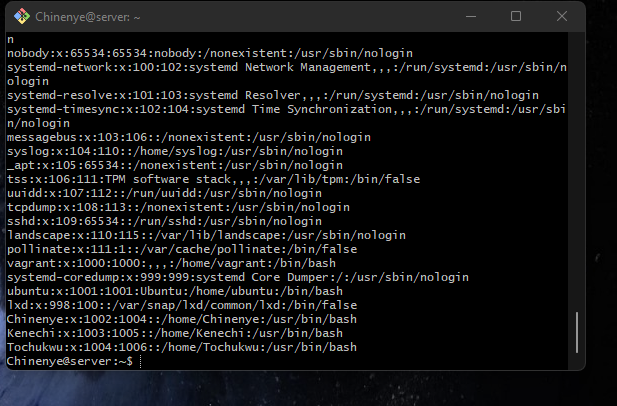 Chinenye@server: ~
n
nobody:x:65534:65534:nobody:/nonexistent:/usr/sbin/nologin
systemd-network:x:100:102:systemd Network Management,,,:/run/systemd:/usr/sbin/n
ologin
systemd-resolve:x:101:103:systemd Resolver,,,:/run/systemd:/usr/sbin/nologin
systemd-timesync:x:102:104:systemd Time Synchronization,,,:/run/systemd:/usr/sbi
n/nologin
messagebus:x:103:106::/nonexistent:/usr/sbin/nologin
syslog:x:104:110::/home/syslog:/usr/sbin/nologin
_apt:x:105:65534::/nonexistent:/usr/sbin/nologin
tss:x:106:111:TPM software stack,,,:/var/lib/tpm:/bin/false
uuidd:x:107:112::/run/uuidd:/usr/sbin/nologin
tcpdump:x:108:113::/nonexistent:/usr/sbin/nologin
sshd:x:109:65534::/run/sshd:/usr/sbin/nologin
landscape:x:110:115::/var/lib/landscape:/usr/sbin/nologin
pollinate:x:111:1::/var/cache/pollinate:/bin/false
vagrant:x:1000:1000:,,,:/home/vagrant:/bin/bash
systemd-coredump:x:999:999:systemd Core Dumper:/:/usr/sbin/nologin
ubuntu:x:1001:1001:Ubuntu:/home/ubuntu:/bin/bash
lxd:x:998:100::/var/snap/lxd/common/lxd:/bin/false
Chinenye:x:1002:1004::/home/Chinenye:/usr/bin/bash
Kenechi:x:1003:1005::/home/Kenechi:/usr/bin/bash
Tochukwu:x:1004:1006::/home/Tochukwu:/usr/bin/bash
Chinenye@server:~$